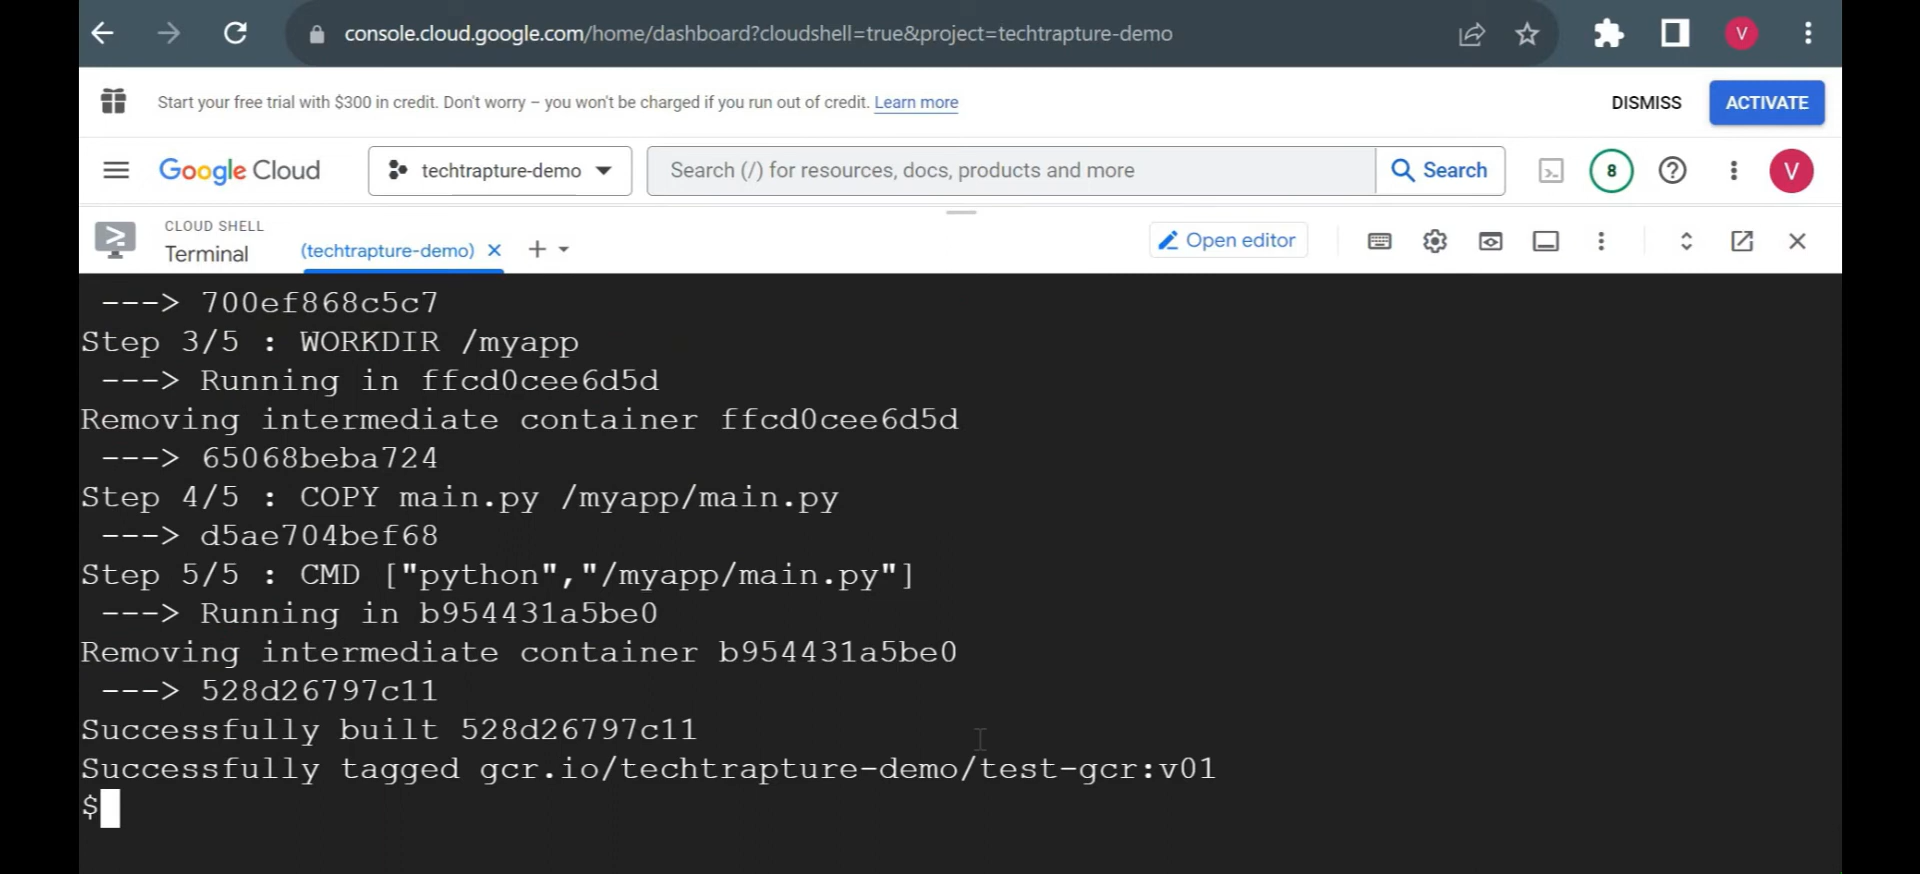 console.cloud.google.com/home/dashboard?cloudshell=true&project=techtrapture-demo
V
Start your free trial with $300 in credit. Don't worry – you won't be charged if you run out of credit. Learn more
DISMISS
ACTIVATE
Google Cloud
techtrapture-demo
Search (/) for resources, docs, products and more
Search
8
V
CLOUD SHELL
Terminal
(techtrapture-demo)
Open editor
---> 700ef868c5c7
Step 3/5 : WORKDIR /myapp
---> Running in ffcd0cee6d5d
Removing intermediate container ffcd0cee6d5d
---> 65068beba724
Step 4/5 : COPY main.py /myapp/main.py
---> d5ae704bef68
Step 5/5 : CMD ["python","/myapp/main.py"]
---> Running in b954431a5be0
Removing intermediate container b954431a5be0
---> 528d26797c11
Successfully built 528d26797c11
Successfully tagged gcr.io/techtrapture-demo/test-gcr:v01
$